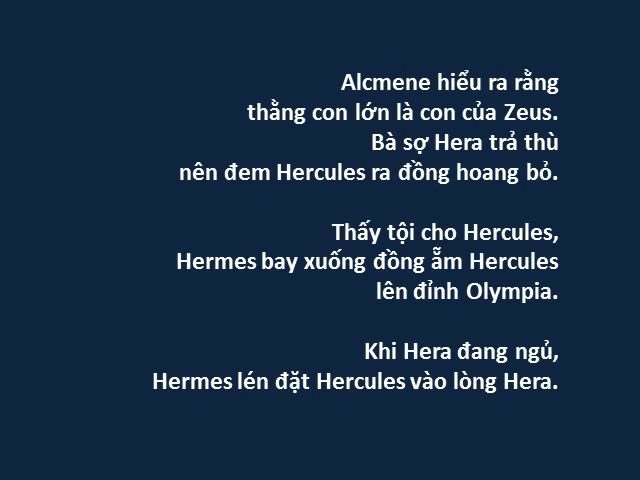 Alcmene hiểu ra rằng
thằng con lớn là con của Zeus.
Bà sợ Hera trả thù
nên đem Hercules ra đồng hoang bỏ.
Thấy tội cho Hercules,
Hermes bay xuống đồng ẵm Hercules
lên đỉnh Olympia.
Khi Hera đang ngủ,
Hermes lén đặt Hercules vào lòng Hera.